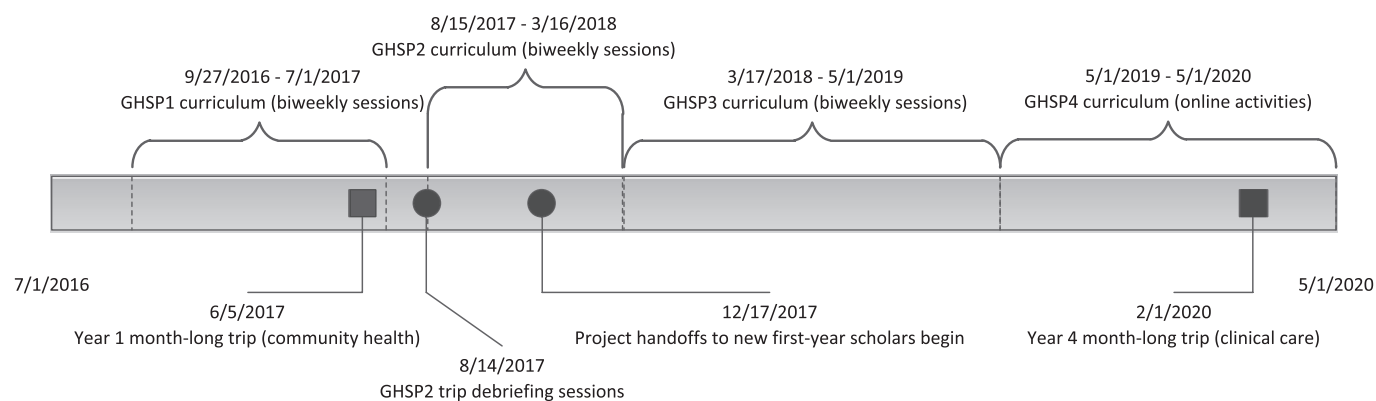 8/15/2017 - 3/16/2018
GHSP2 curriculum (biweekly sessions)
9/27/2016 - 7/1/2017
GHSP1 curriculum (biweekly sessions)
3/17/2018 - 5/1/2019
GHSP3 curriculum (biweekly sessions)
5/1/2019 - 5/1/2020
GHSP4 curriculum (online activities)
7/1/2016
5/1/2020
6/5/2017
Year 1 month-long trip (community health)
12/17/2017
Project handoffs to new first-year scholars begin
2/1/2020
Year 4 month-long trip (clinical care)
8/14/2017
GHSP2 trip debriefing sessions